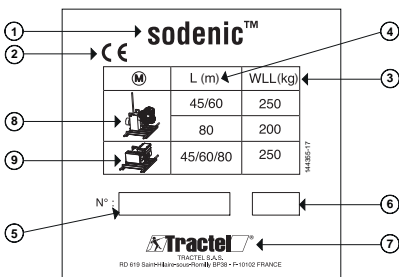 1 sodenic™ 4
2 CE
M L (m) WLL(kg) 3
8 45/60 250
80 200
9 45/60/80 250
144355-17
N° :
5 6
Tractel® 7
TRACTEL S.A.S.
RD 619 Saint-Hilaire-sous-Romilly BP38 - F-10102 FRANCE